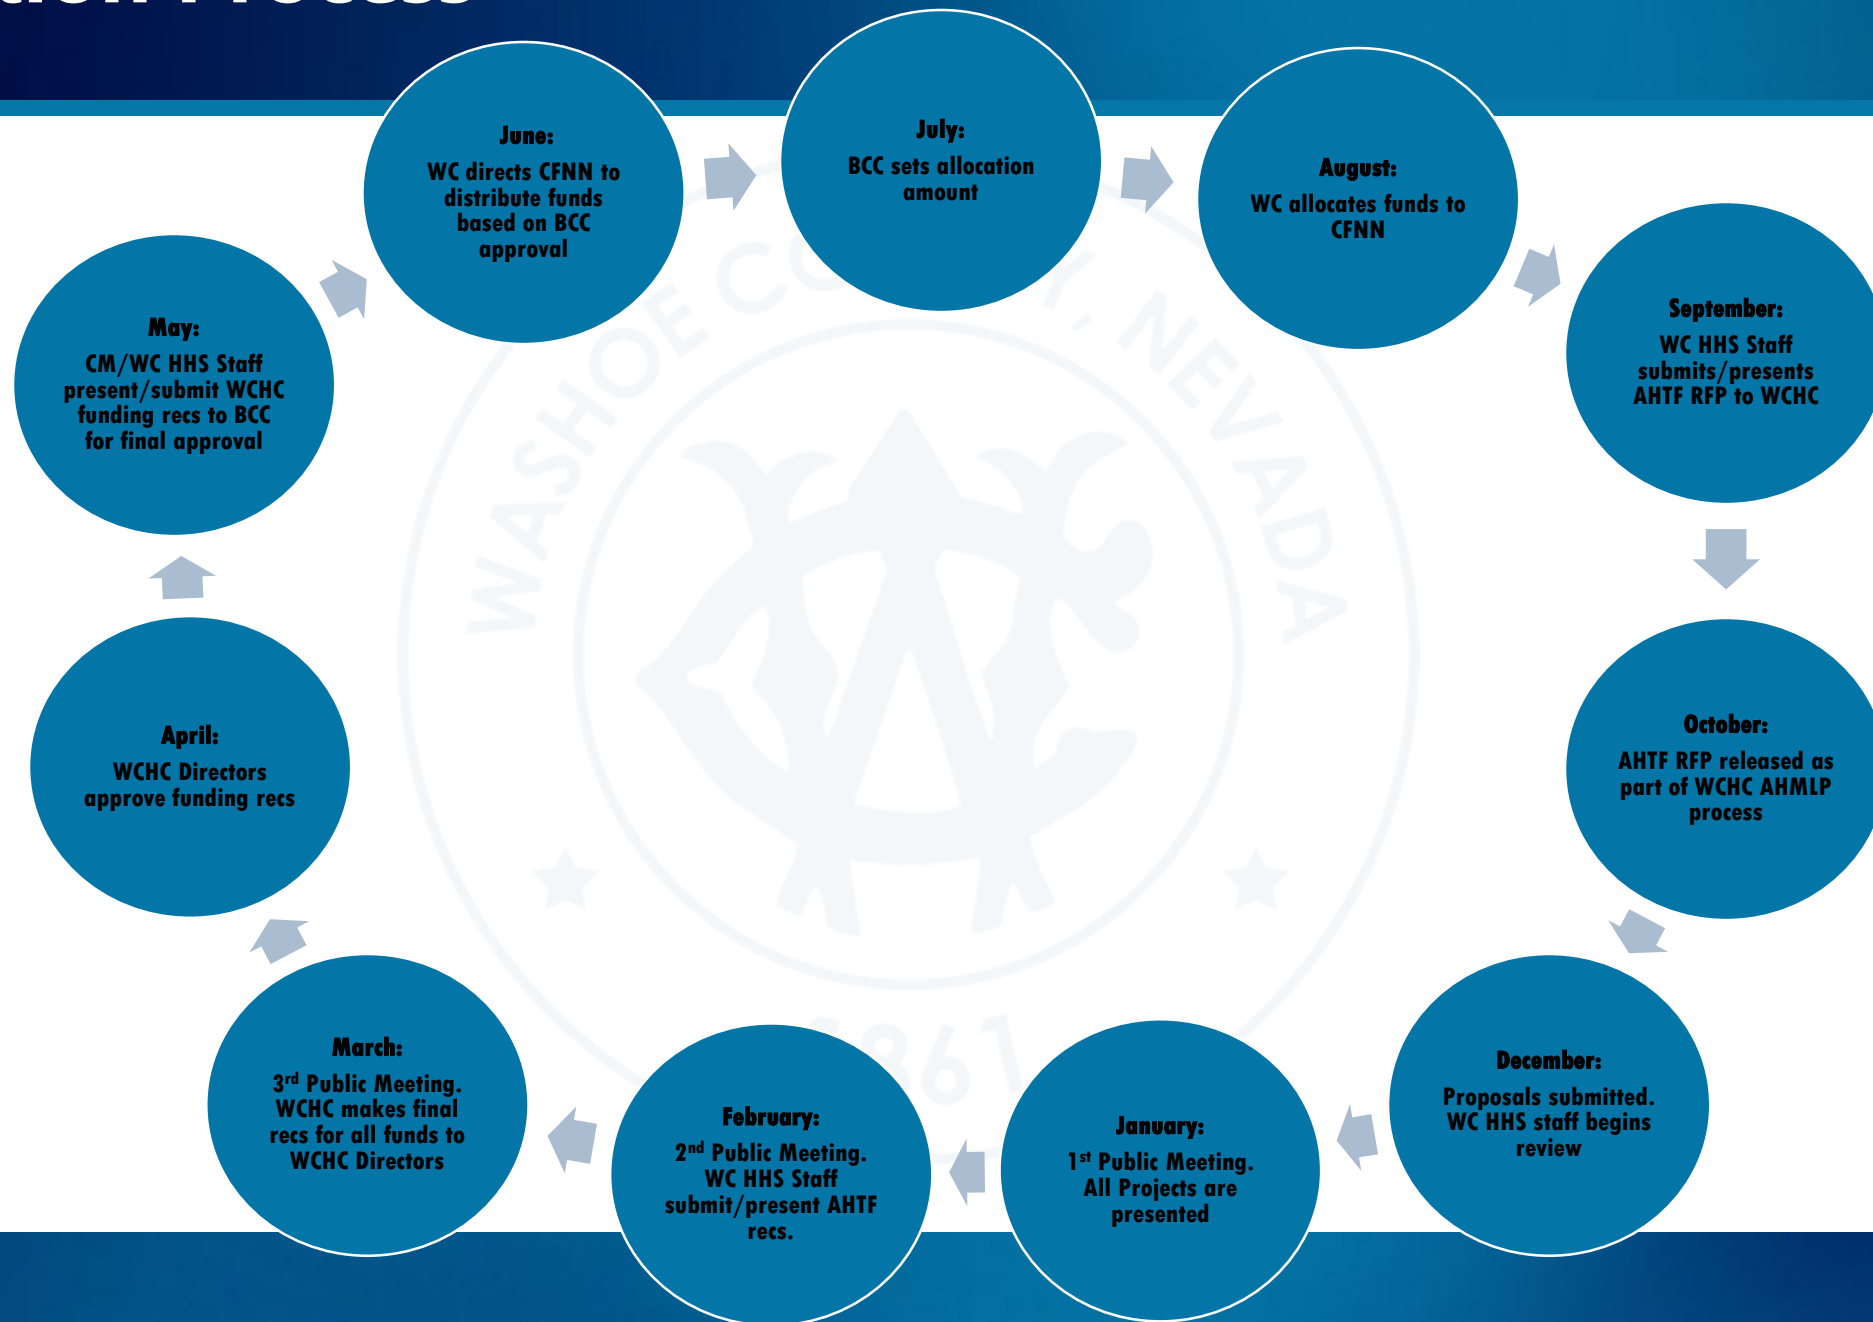 Process
June:
WC directs CFNN to
distribute funds
based on BCC
approval
July:
BCC sets allocation
amount
August:
WC allocates funds to
CFNN
September:
WC HHS Staff
submits/presents
AHTF RFP to WCHC
October:
AHTF RFP released as
part of WCHC AHMLP
process
December:
Proposals submitted.
WC HHS staff begins
review
January:
1st Public Meeting.
All Projects are
presented
February:
2nd Public Meeting.
WC HHS Staff
submit/present AHTF
recs.
March:
3rd Public Meeting.
WCHC makes final
recs for all funds to
WCHC Directors
April:
WCHC Directors
approve funding recs
May:
CM/WC HHS Staff
present/submit WCHC
funding recs to BCC
for final approval
WASHOE COUNTY, NEVADA
1861